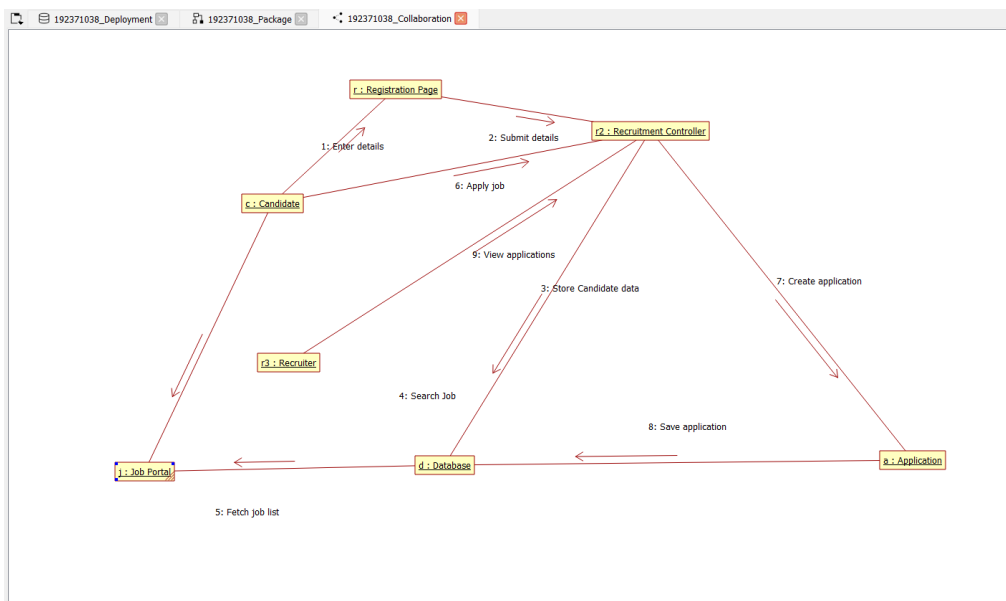 192371038_Deployment
192371038_Package
192371038_Collaboration
r : Registration Page
r2 : Recruitment Controller
2: Submit details
1: Enter details
6: Apply job
c : Candidate
9: View applications
7: Create application
3: Store Candidate data
r3 : Recruiter
4: Search Job
8: Save application
a : Application
d : Database
j : Job Portal
5: Fetch job list